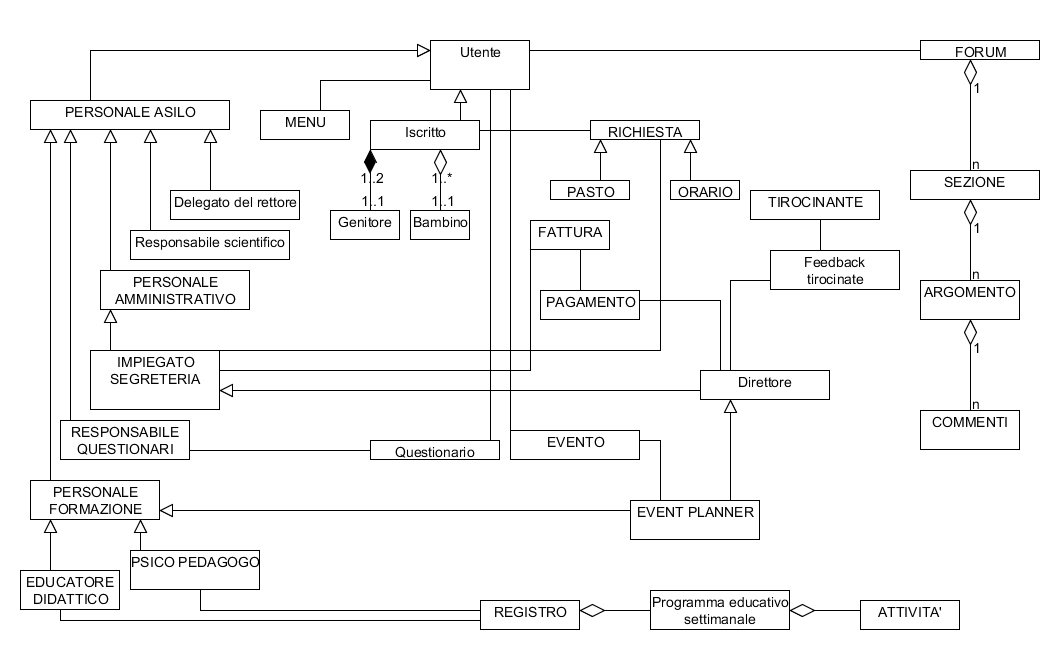 Utente
FORUM
PERSONALE ASILO
MENU
Iscritto
RICHIESTA
1
n
1..2
1..*
1..1
1..1
PASTO
ORARIO
SEZIONE
Delegato del rettore
Genitore
Bambino
TIROCINANTE
1
Responsabile scientifico
FATTURA
Feedback
tirocinate
n
PERSONALE
AMMINISTRATIVO
PAGAMENTO
ARGOMENTO
1
IMPIEGATO
SEGRETERIA
Direttore
n
COMMENTI
RESPONSABILE
QUESTIONARI
Questionario
EVENTO
PERSONALE
FORMAZIONE
EVENT PLANNER
PSICO PEDAGOGO
EDUCATORE
DIDATTICO
REGISTRO
Programma educativo
settimanale
ATTIVITA'